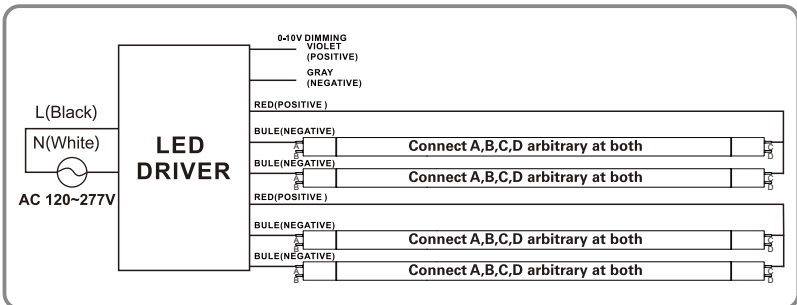 0-10V DIMMING
VIOLET
(POSITIVE)
GRAY
(NEGATIVE)
RED(POSITIVE )
L(Black)
BULE(NEGATIVE)
N(White)
LED
DRIVER
A
B
Connect A,B,C,D arbitrary at both
C
D
BULE(NEGATIVE)
A
B
Connect A,B,C,D arbitrary at both
C
D
AC 120~277V
RED(POSITIVE )
BULE(NEGATIVE)
A
B
Connect A,B,C,D arbitrary at both
C
D
BULE(NEGATIVE)
A
B
Connect A,B,C,D arbitrary at both
C
D